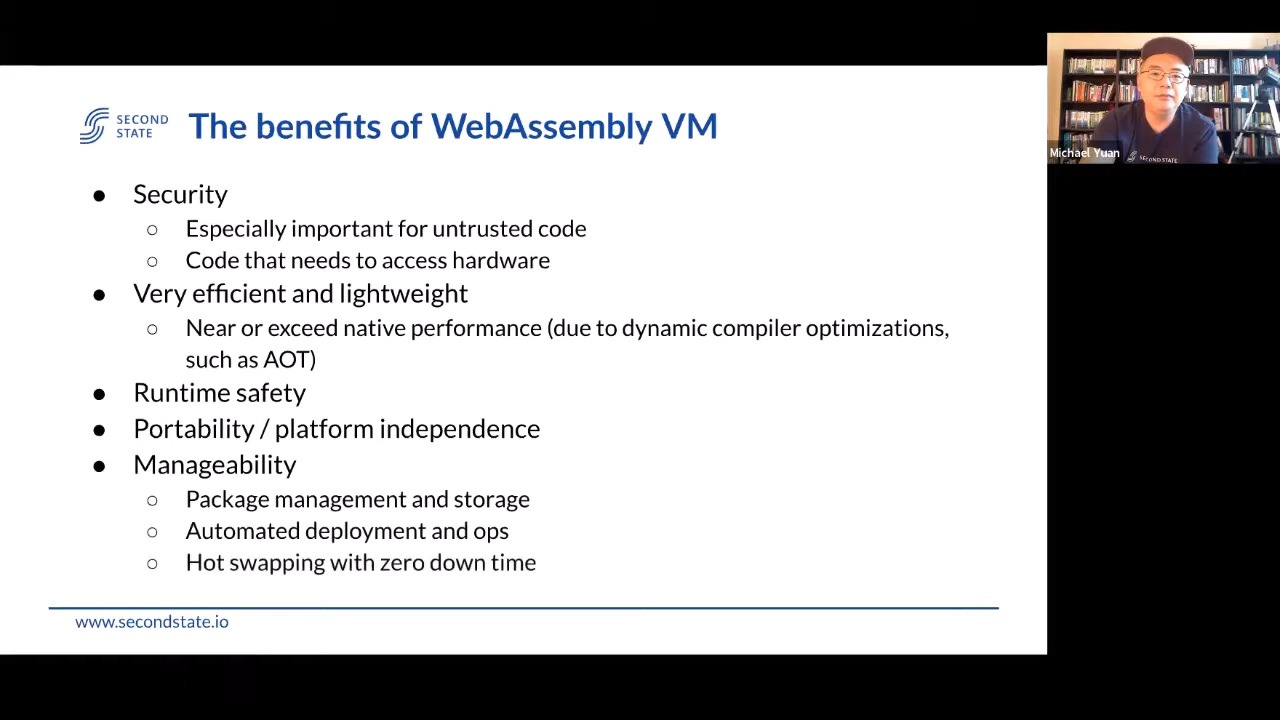 SECOND
STATE
The benefits of WebAssembly VM
● Security
○ Especially important for untrusted code
○ Code that needs to access hardware
● Very efficient and lightweight
○ Near or exceed native performance (due to dynamic compiler optimizations,
such as AOT)
● Runtime safety
● Portability / platform independence
● Manageability
○ Package management and storage
○ Automated deployment and ops
○ Hot swapping with zero down time
www.secondstate.io
Michael Yuan
SECOND STATE